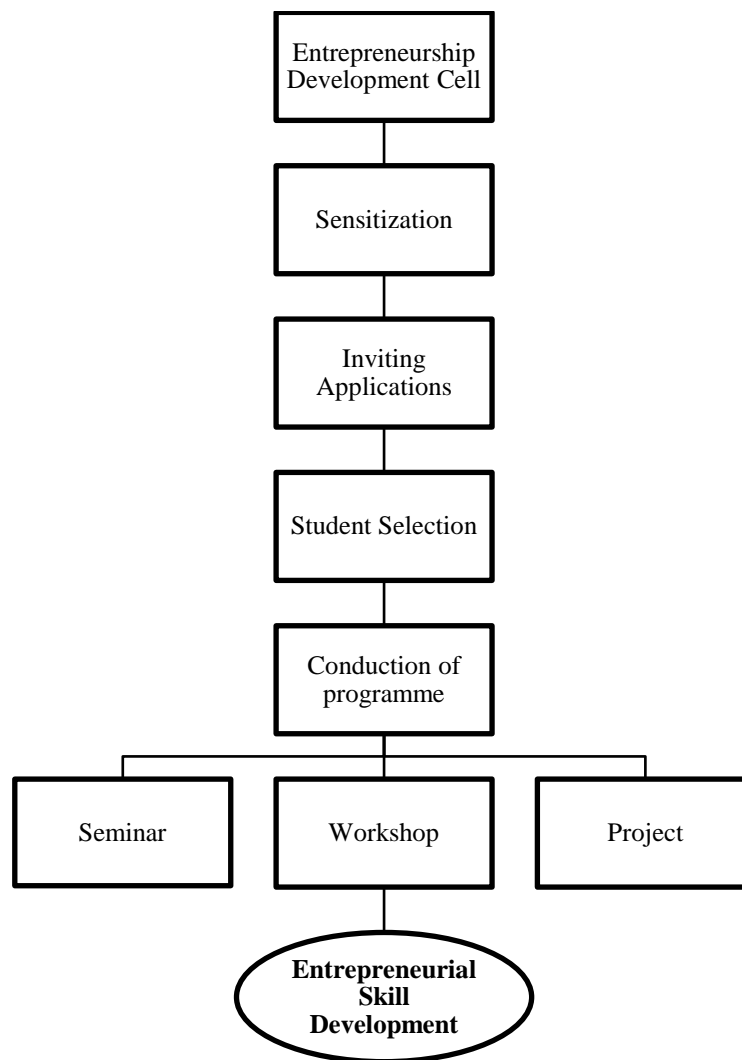 Entrepreneurship
Development Cell
Sensitization
Inviting
Applications
Student Selection
Conduction of
programme
Seminar
Workshop
Project
Entrepreneurial
Skill
Development